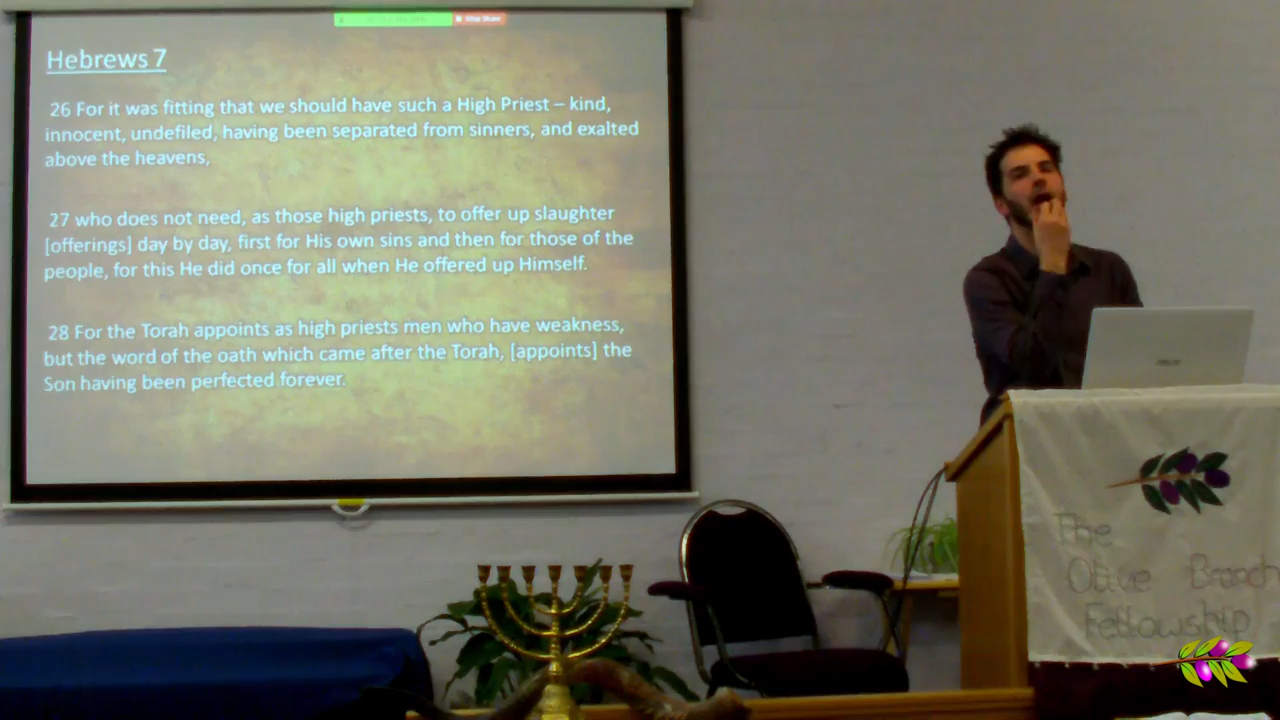 Stop Share
Hebrews 7
26 For it was fitting that we should have such a High Priest – kind,
innocent, undefiled, having been separated from sinners, and exalted
above the heavens,
27 who does not need, as those high priests, to offer up slaughter
[offerings] day by day, first for His own sins and then for those of the
people, for this He did once for all when He offered up Himself.
28 For the Torah appoints as high priests men who have weakness,
but the word of the oath which came after the Torah, [appoints] the
Son having been perfected forever.
The
Olive Branch
Fellowship